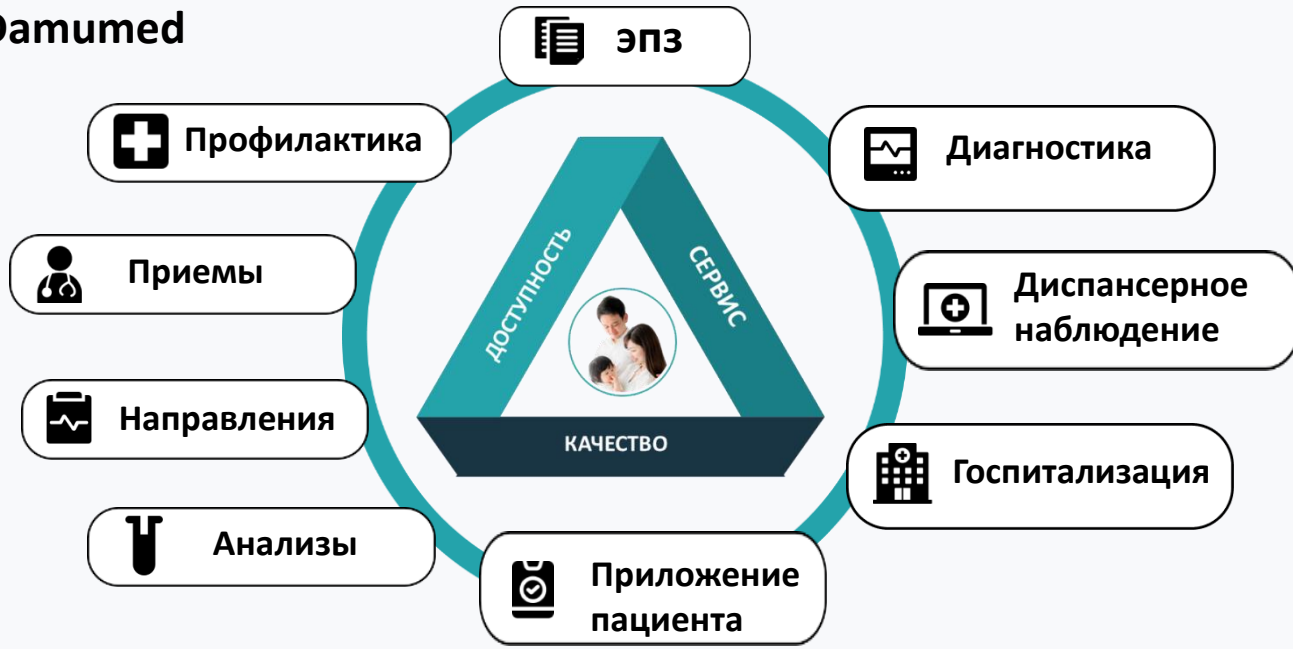 Damumed
ЭПЗ
Профилактика
Диагностика
Приемы
Диспансерное
наблюдение
Направления
Госпитализация
Анализы
Приложение
пациента
ДОСТУПНОСТЬ
СЕРВИС
КАЧЕСТВО